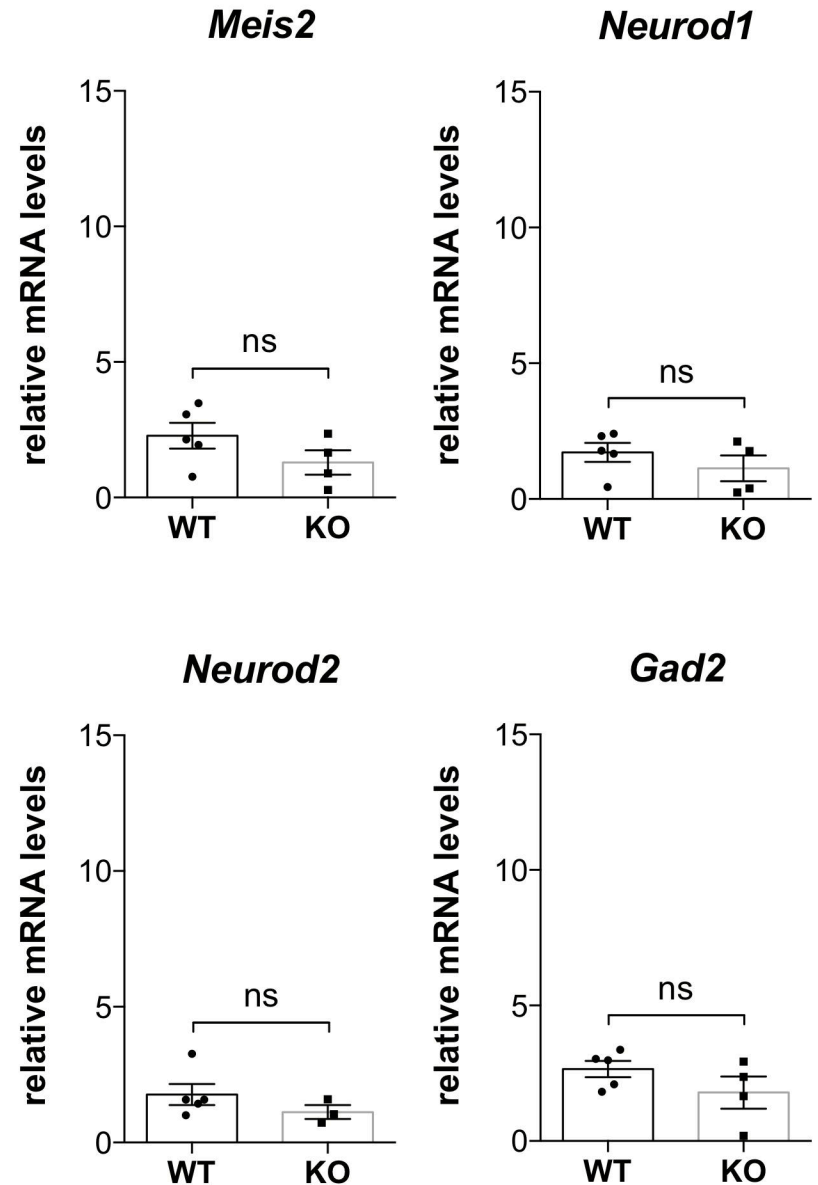 Meis2
relative mRNA levels
15
10
5
0
ns
WT KO
Neurod1
relative mRNA levels
15
10
5
0
ns
WT KO
Neurod2
relative mRNA levels
15
10
5
0
ns
WT KO
Gad2
relative mRNA levels
15
10
5
0
ns
WT KO